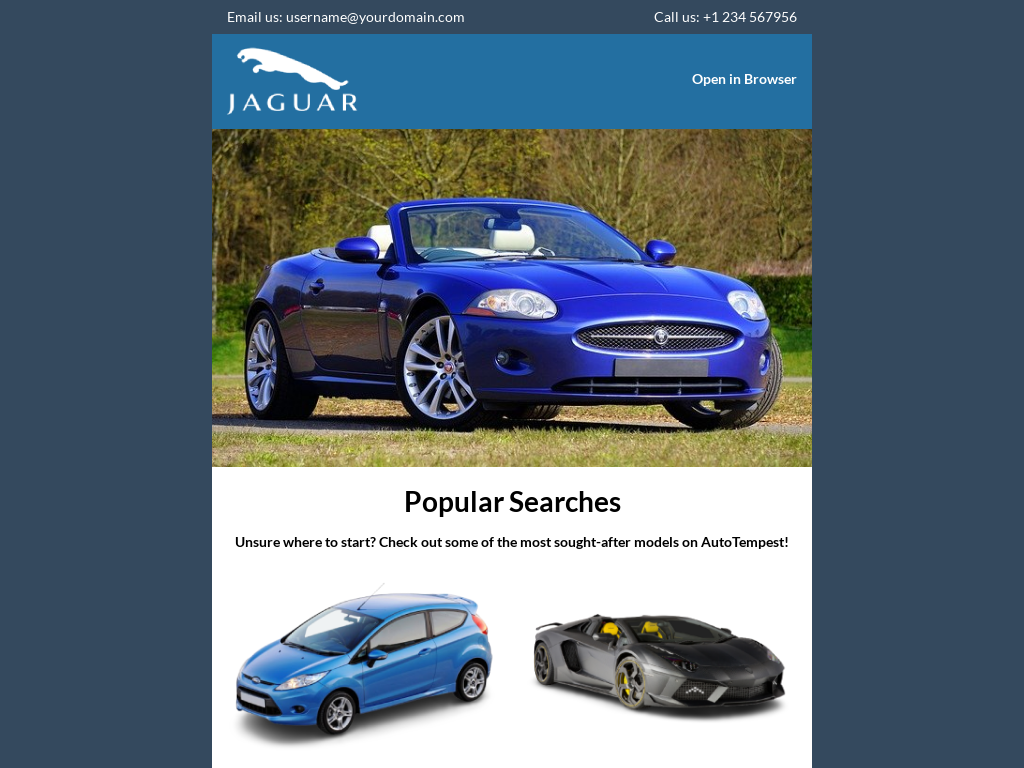 Email us: username@yourdomain.com
Call us: +1 234 567956
JAGUAR
Open in Browser
Popular Searches
Unsure where to start? Check out some of the most sought-after models on AutoTempest!